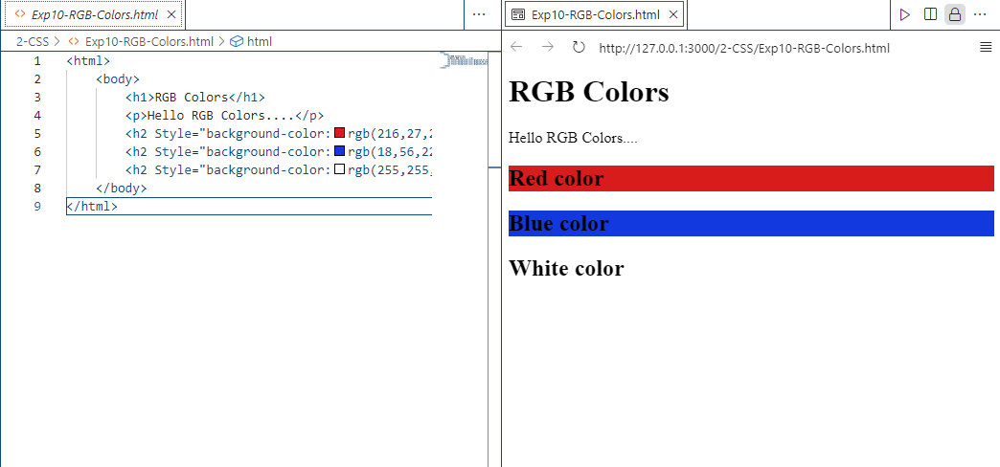 Exp10-RGB-Colors.html
2-CSS > Exp10-RGB-Colors.html > html
1 <html>
2 <body>
3 <h1>RGB Colors</h1>
4 <p>Hello RGB Colors....</p>
5 <h2 Style="background-color: rgb(216,27,2
6 <h2 Style="background-color: rgb(18,56,22
7 <h2 Style="background-color: rgb(255,255,
8 </body>
9 </html>
Exp10-RGB-Colors.html
http://127.0.0.1:3000/2-CSS/Exp10-RGB-Colors.html
RGB Colors
Hello RGB Colors....
Red color
Blue color
White color